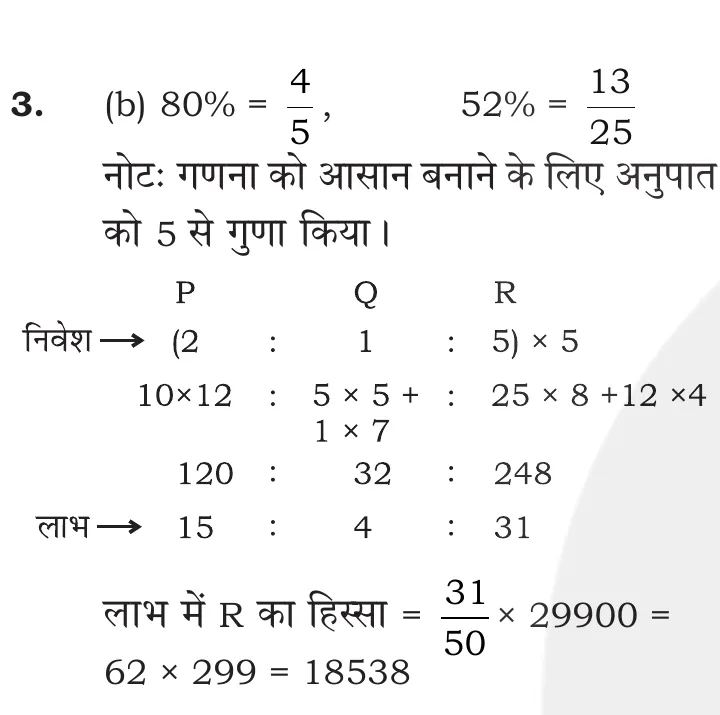 3. (b) 80% = 4/5, 52% = 13/25
नोटः गणना को आसान बनाने के लिए अनुपात
को 5 से गुणा किया।
P Q R
निवेश → (2 : 1 : 5) × 5
10×12 : 5 × 5 + : 25 × 8 +12 ×4
1 × 7
120 : 32 : 248
लाभ → 15 : 4 : 31
लाभ में R का हिस्सा = 31/50 × 29900 =
62 × 299 = 18538